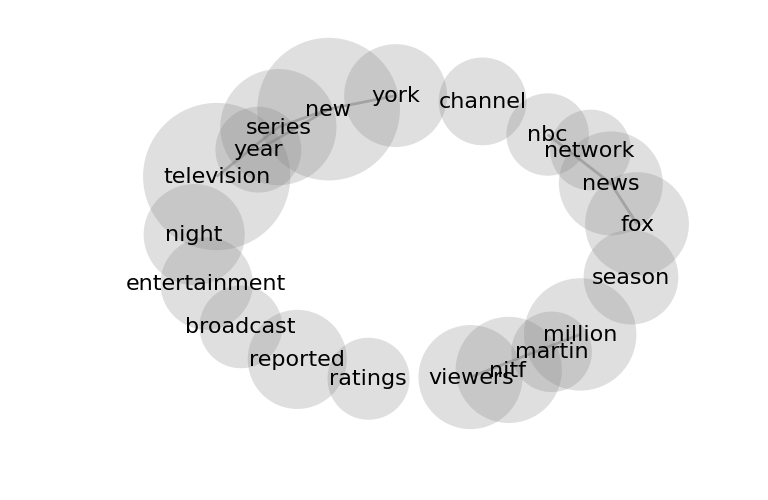 york
channel
new
series
nbc
year
network
television
news
fox
night
season
entertainment
broadcast
million
martin
reported
nitf
viewers
ratings